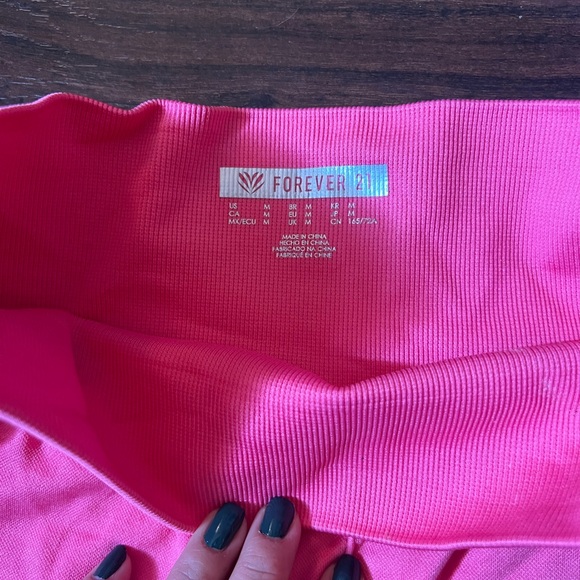 FOREVER 21
US M BR M KR M
CA M EU M JP M
MX/ECU M UK M CN 165/72A
MADE IN CHINA
HECHO EN CHINA
FABRICADO NA CHINA
FABRIQUÉ EN CHINE